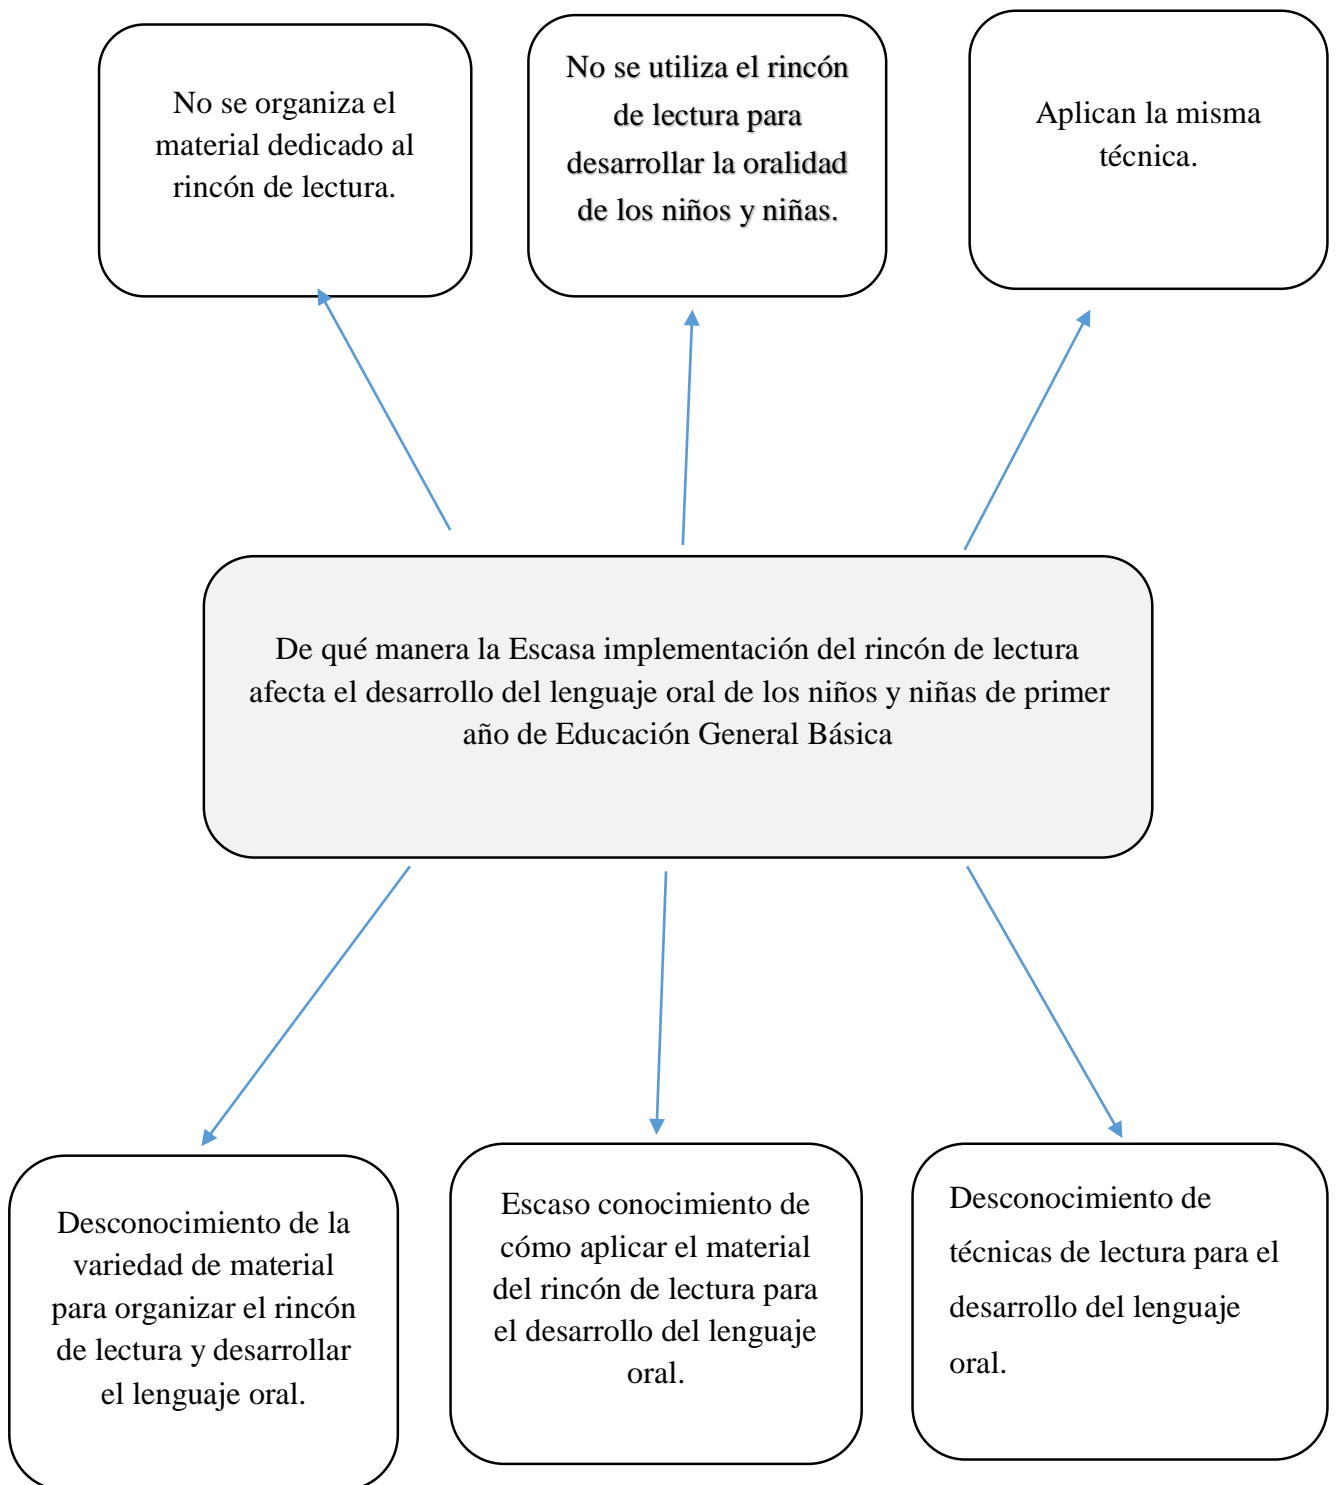 No se organiza el
material dedicado al
rincón de lectura.
No se utiliza el rincón
de lectura para
desarrollar la oralidad
de los niños y niñas.
Aplican la misma
técnica.
De qué manera la Escasa implementación del rincón de lectura
afecta el desarrollo del lenguaje oral de los niños y niñas de primer
año de Educación General Básica
Desconocimiento de la
variedad de material
para organizar el rincón
de lectura y desarrollar
el lenguaje oral.
Escaso conocimiento de
cómo aplicar el material
del rincón de lectura para
el desarrollo del lenguaje
oral.
Desconocimiento de
técnicas de lectura para el
desarrollo del lenguaje
oral.